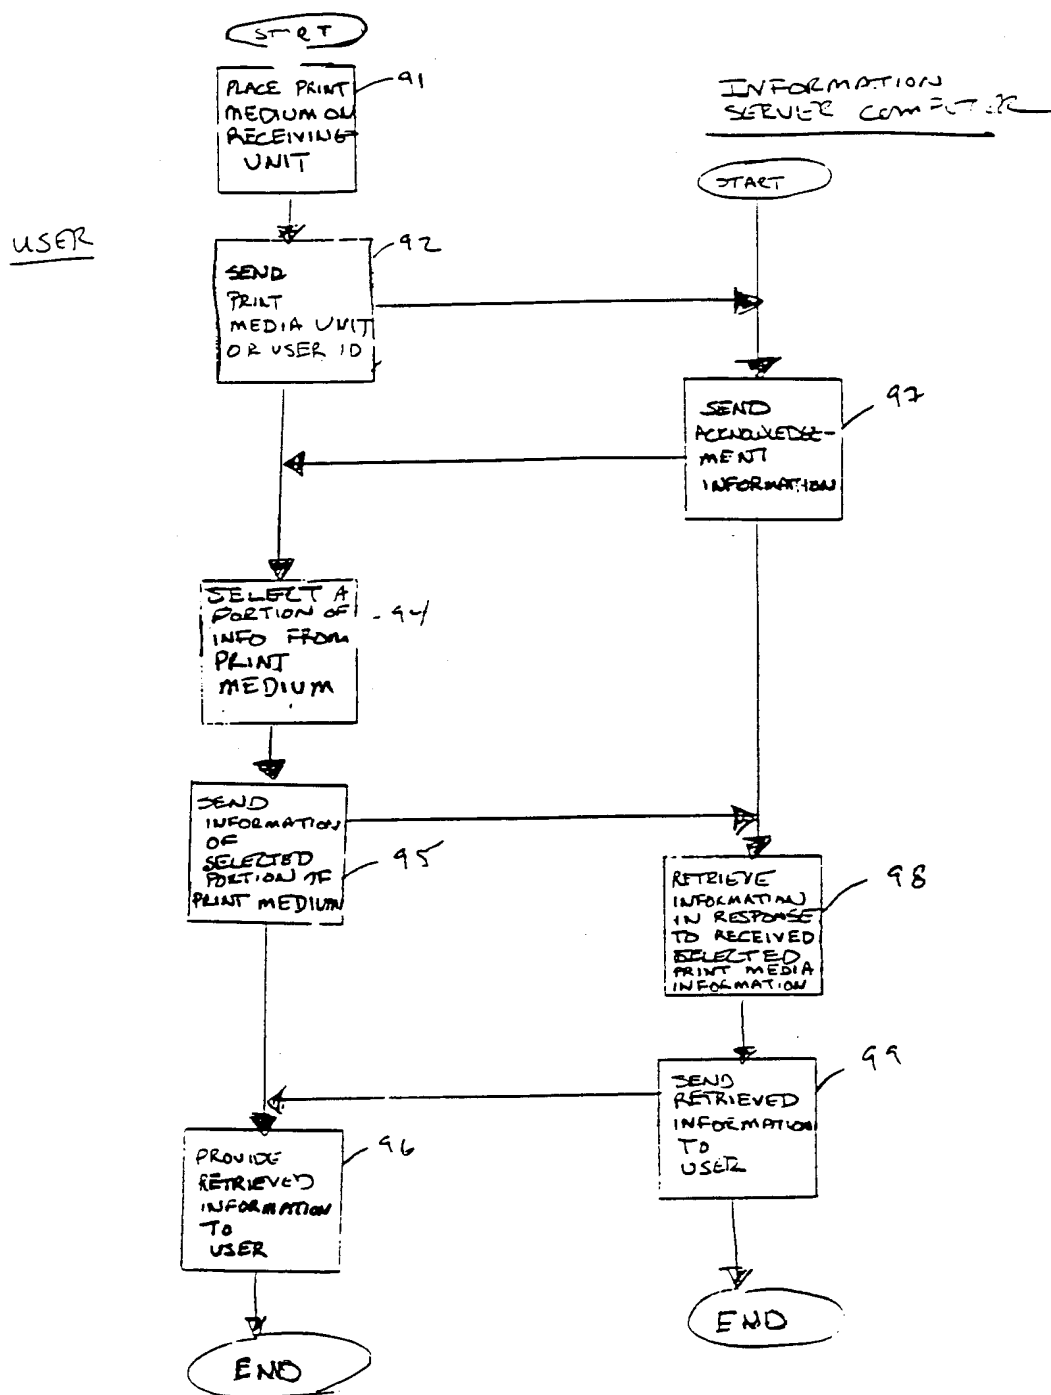 START
PLACE PRINT
MEDIUM ON
RECEIVING
UNIT
91
INFORMATION
SERVER COMPUTER
START
USER
SEND
PRINT
MEDIA UNIT
OR USER ID
92
SEND
ACKNOWLEDGE-
MENT
INFORMATION
97
SELECT A
PORTION OF
INFO FROM
PRINT
MEDIUM
94
SEND
INFORMATION
OF
SELECTED
PORTION OF
PRINT MEDIUM
95
RETRIEVE
INFORMATION
IN RESPONSE
TO RECEIVED
SELECTED
PRINT MEDIA
INFORMATION
98
SEND
RETRIEVED
INFORMATION
TO
USER
99
PROVIDE
RETRIEVED
INFORMATION
TO
USER
96
END
END